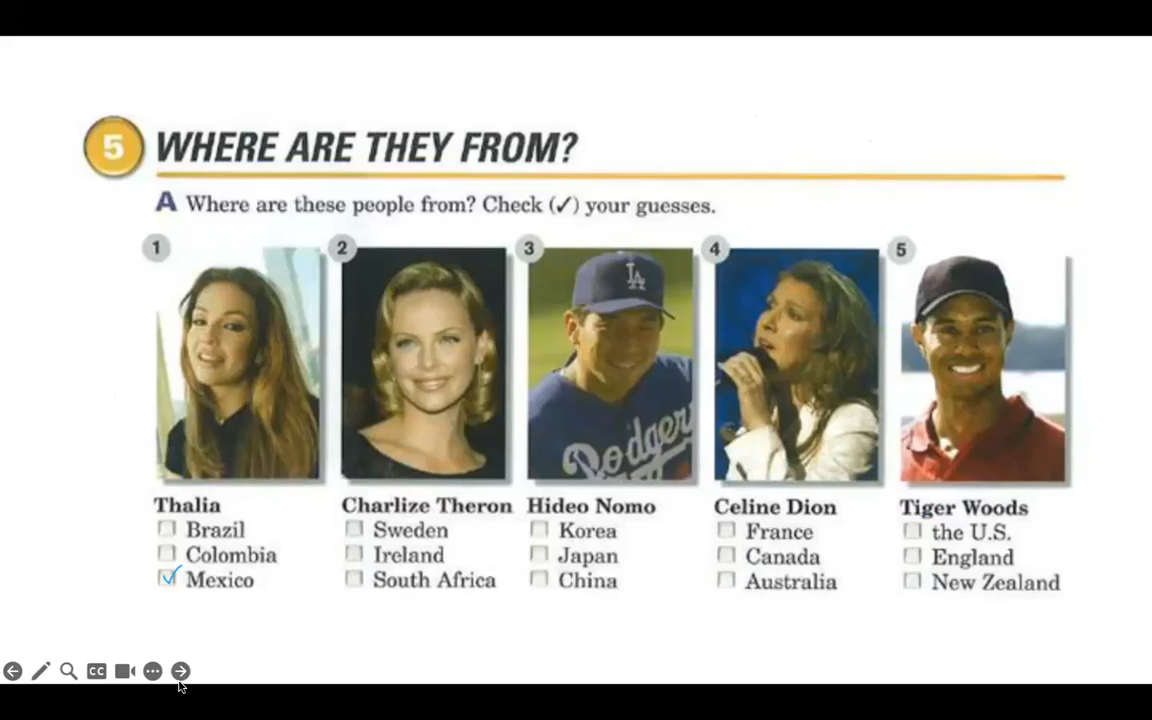 5 WHERE ARE THEY FROM?
A Where are these people from? Check (✓) your guesses.
1 2 3 4 5
LA
Dodgers
Thalia
Brazil
Colombia
✓ Mexico
Charlize Theron
Sweden
Ireland
South Africa
Hideo Nomo
Korea
Japan
China
Celine Dion
France
Canada
Australia
Tiger Woods
the U.S.
England
New Zealand
CC